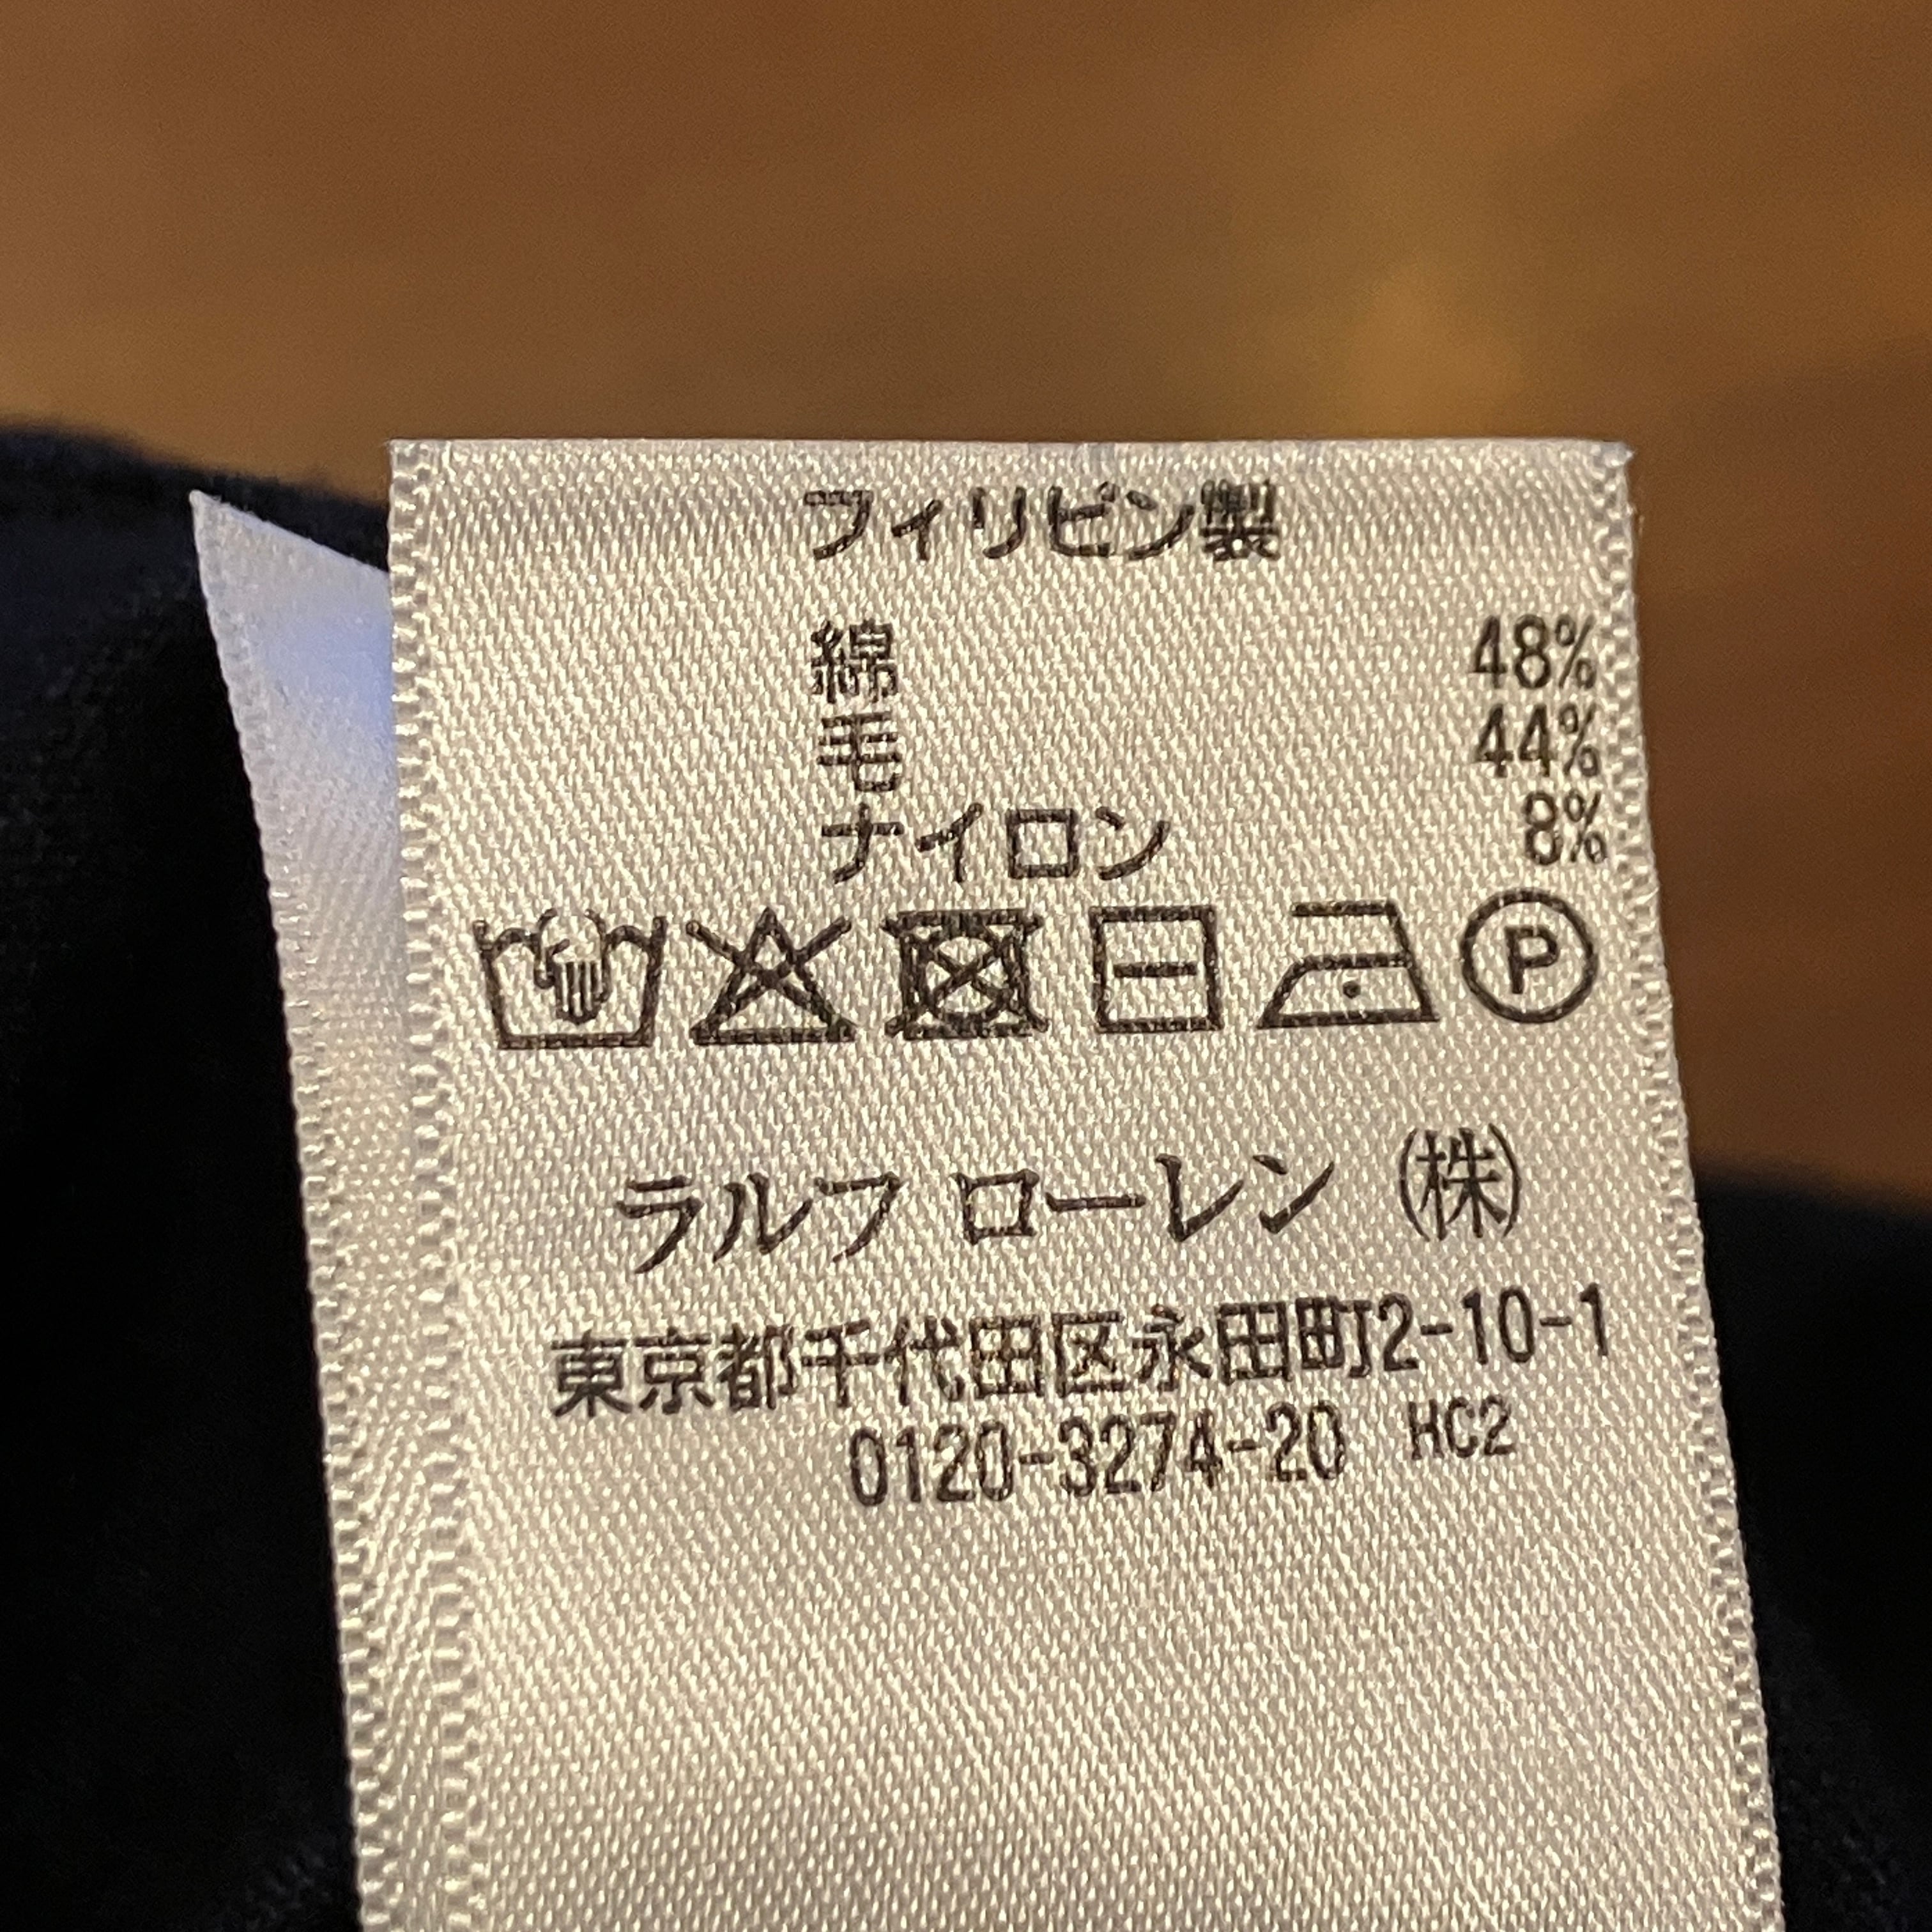 フィリピン製
綿 48%
毛 44%
ナイロン 8%
P
ラルフ ローレン ㈱
東京都千代田区永田町2-10-1
0120-3274-20 HC2